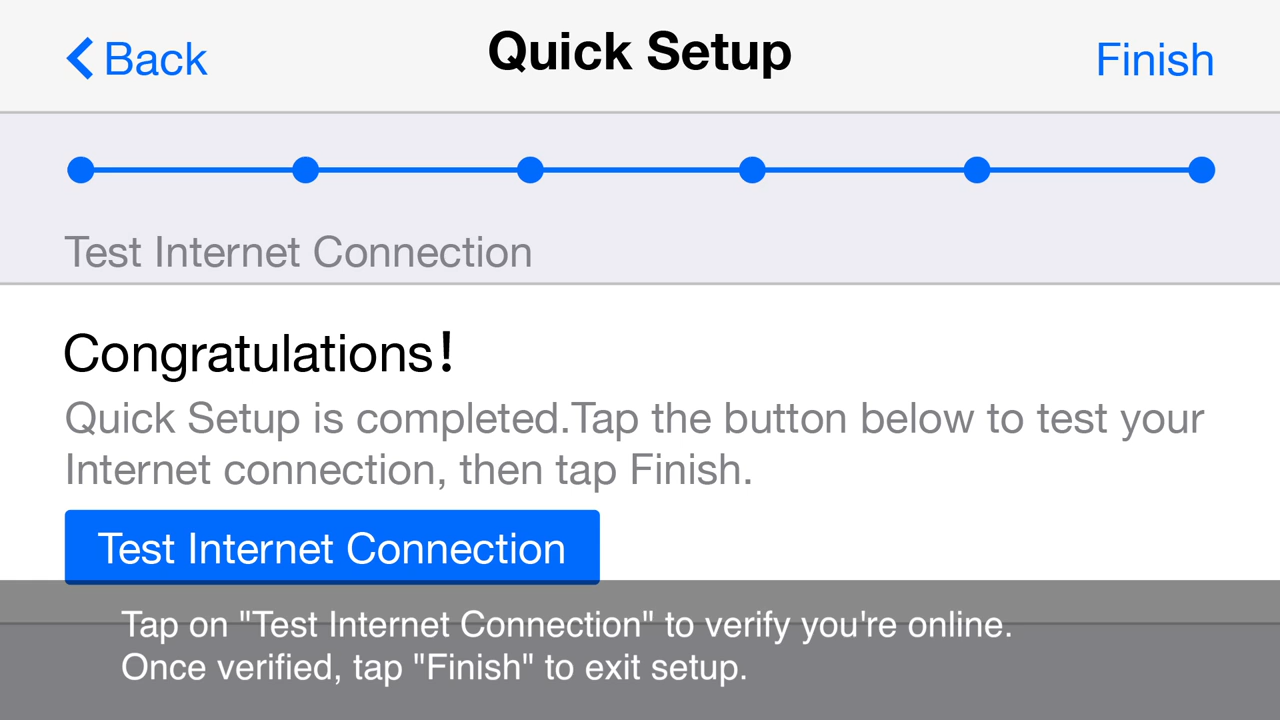 Back
Quick Setup
Finish
Test Internet Connection
Congratulations!
Quick Setup is completed.Tap the button below to test your
Internet connection, then tap Finish.
Test Internet Connection
Tap on "Test Internet Connection" to verify you're online.
Once verified, tap "Finish" to exit setup.